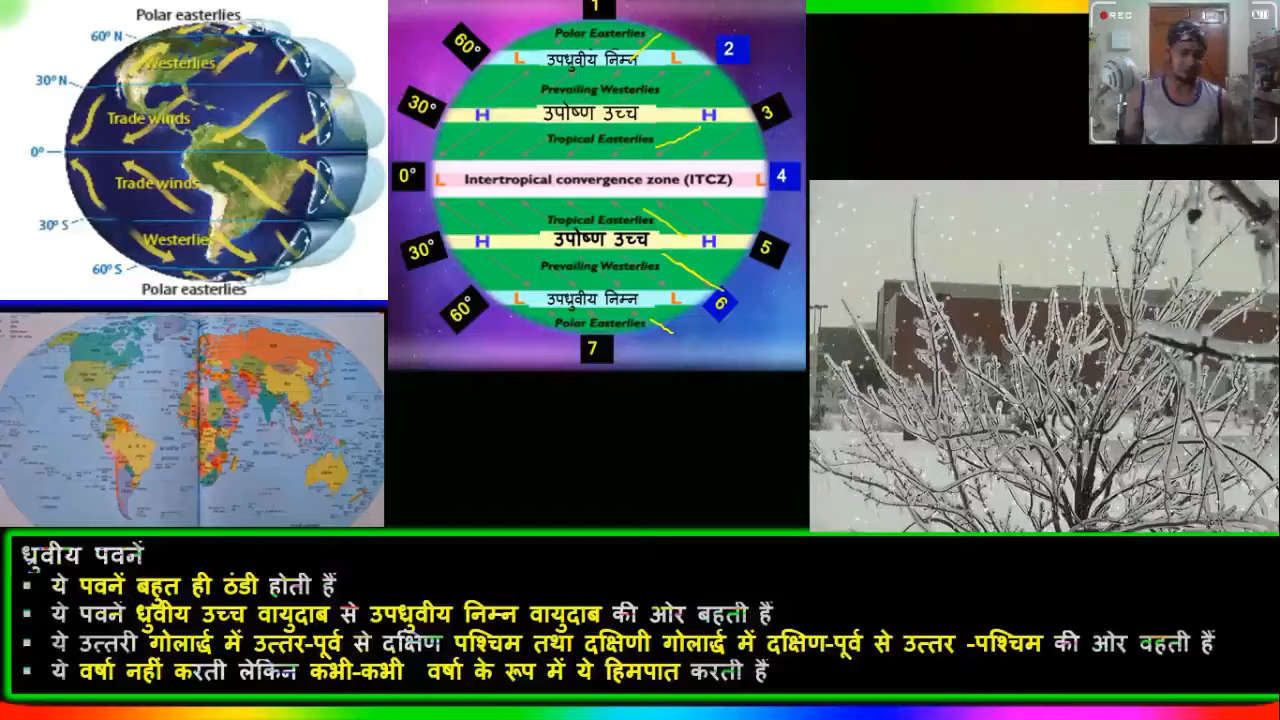 Polar easterlies
60° N
Westerlies
30° N
Trade winds
0°
Trade winds
30° S
Westerlies
60° S
Polar easterlies
1
Polar Easterlies
60°
2
L उपध्रुवीय निम्न L
Prevailing Westerlies
30°
3
H उपोष्ण उच्च H
Tropical Easterlies
0°
4
L Intertropical convergence zone (ITCZ) L
Tropical Easterlies
30°
5
H उपोष्ण उच्च H
Prevailing Westerlies
60°
6
L उपध्रुवीय निम्न L
Polar Easterlies
7
REC
ध्रुवीय पवनें
▪ ये पवनें बहुत ही ठंडी होती हैं
▪ ये पवनें ध्रुवीय उच्च वायुदाब से उपध्रुवीय निम्न वायुदाब की ओर बहती हैं
▪ ये उत्तरी गोलार्द्ध में उत्तर-पूर्व से दक्षिण पश्चिम तथा दक्षिणी गोलार्द्ध में दक्षिण-पूर्व से उत्तर -पश्चिम की ओर वहती हैं
▪ ये वर्षा नहीं करती लेकिन कभी-कभी वर्षा के रूप में ये हिमपात करती हैं